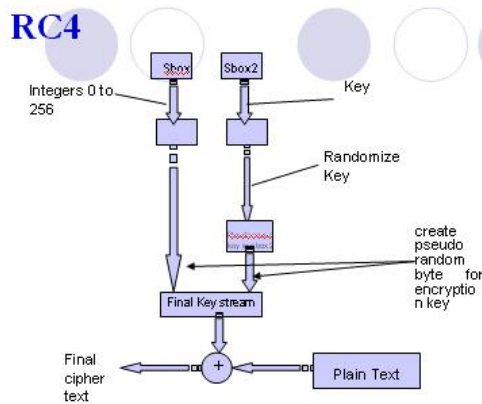 RC4
Sbox
Sbox2
Integers 0 to
256
Key
Randomize
Key
create
pseudo
random
byte for
encryptio
n key
Final Key stream
+
Final
cipher
text
Plain Text